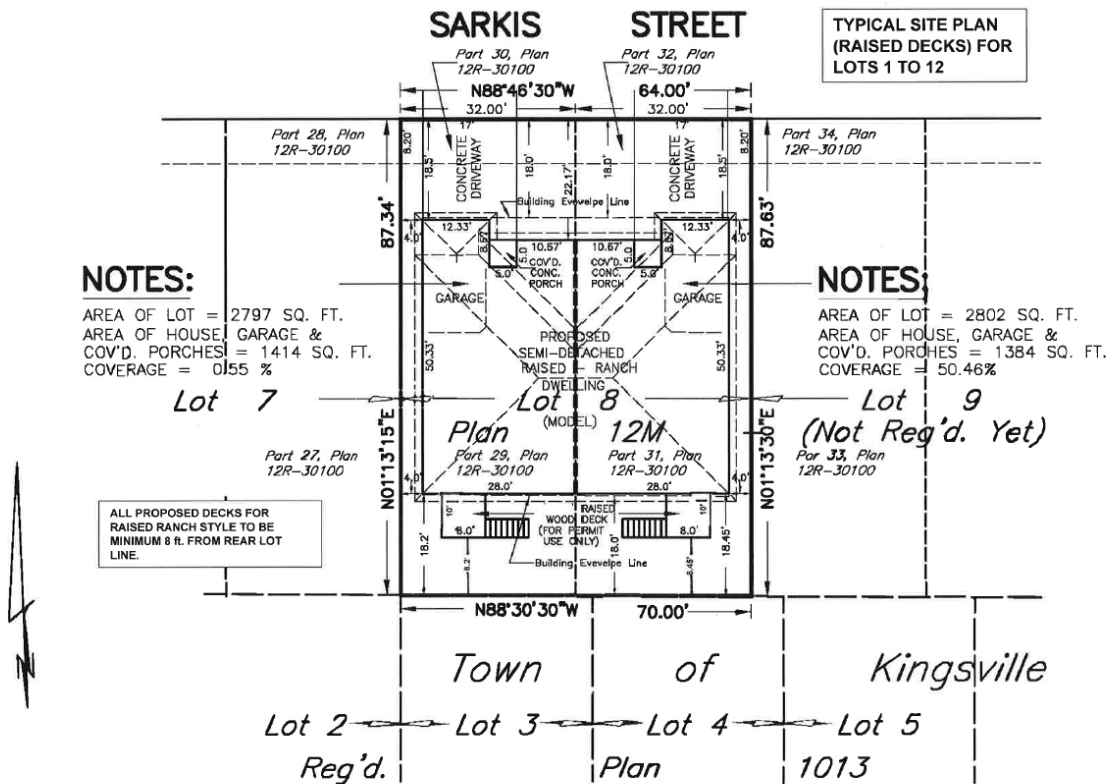 SARKIS STREET
TYPICAL SITE PLAN
(RAISED DECKS) FOR
LOTS 1 TO 12
Part 30, Plan
12R-30100
Part 32, Plan
12R-30100
N88°46'30"W 64.00'
32.00' 32.00'
Part 28, Plan
12R-30100
Part 34, Plan
12R-30100
8.20'
17'
17'
8.20'
18.5'
CONCRETE
DRIVEWAY
18.0'
22.17'
18.0'
CONCRETE
DRIVEWAY
18.5'
Building Evevelpe Line
87.34'
87.63'
12.33'
12.33'
4.0'
4.0'
8.67'
5.0
10.67'
10.67'
5.0
8.67'
COV'D.
CONC.
PORCH
COV'D.
CONC.
PORCH
5.0'
5.0'
GARAGE
GARAGE
NOTES:
AREA OF LOT = 2797 SQ. FT.
AREA OF HOUSE, GARAGE &
COV'D. PORCHES = 1414 SQ. FT.
COVERAGE = 0.55 %
NOTES:
AREA OF LOT = 2802 SQ. FT.
AREA OF HOUSE, GARAGE &
COV'D. PORCHES = 1384 SQ. FT.
COVERAGE = 50.46%
50.33'
50.33'
PROPOSED
SEMI-DETACHED
RAISED - RANCH
DWELLING
(MODEL)
Lot 7
Lot 8
Lot 9
Plan 12M
(Not Reg'd. Yet)
N01°13'15"E
N01°13'30"E
Part 27, Plan
12R-30100
Part 29, Plan
12R-30100
Part 31, Plan
12R-30100
Par 33, Plan
12R-30100
4.0'
28.0'
28.0'
4.0'
ALL PROPOSED DECKS FOR
RAISED RANCH STYLE TO BE
MINIMUM 8 ft. FROM REAR LOT
LINE.
10'
10'
RAISED
WOOD DECK
(FOR PERMIT
USE ONLY)
8.0'
8.0'
18.2'
8.2'
18.0'
8.45'
18.45'
Building Evevelpe Line
N88°30'30"W 70.00'
Town of Kingsville
Lot 2 Lot 3 Lot 4 Lot 5
Reg'd. Plan 1013
N